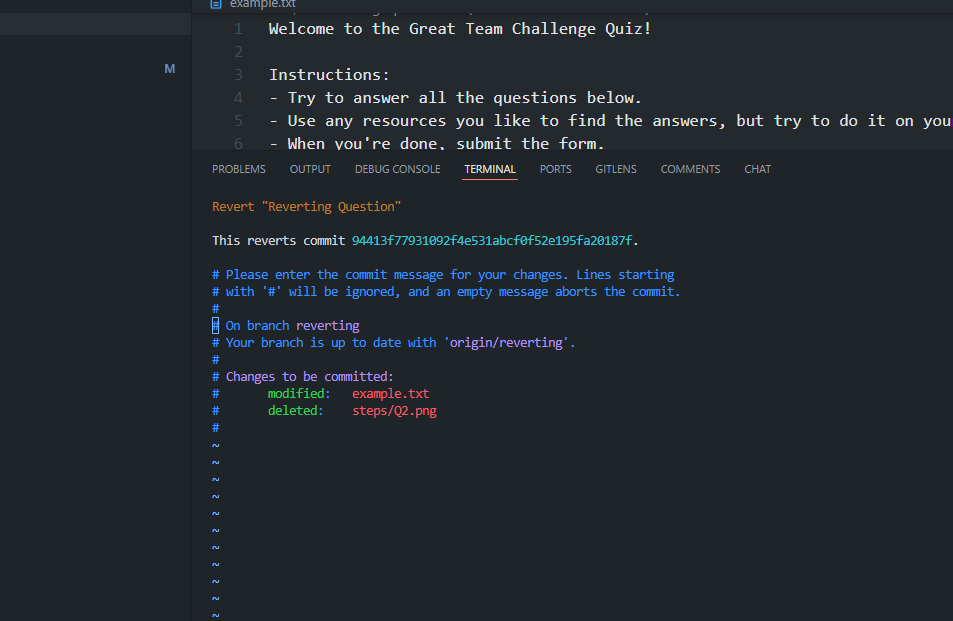 example.txt
M
1 Welcome to the Great Team Challenge Quiz!
2
3 Instructions:
4 - Try to answer all the questions below.
5 - Use any resources you like to find the answers, but try to do it on you
6 - When you're done, submit the form.
PROBLEMS OUTPUT DEBUG CONSOLE TERMINAL PORTS GITLENS COMMENTS CHAT
Revert "Reverting Question"
This reverts commit 94413f77931092f4e531abcf0f52e195fa20187f.
# Please enter the commit message for your changes. Lines starting
# with '#' will be ignored, and an empty message aborts the commit.
#
# On branch reverting
# Your branch is up to date with 'origin/reverting'.
#
# Changes to be committed:
# modified: example.txt
# deleted: steps/Q2.png
#
~
~
~
~
~
~
~
~
~
~
~